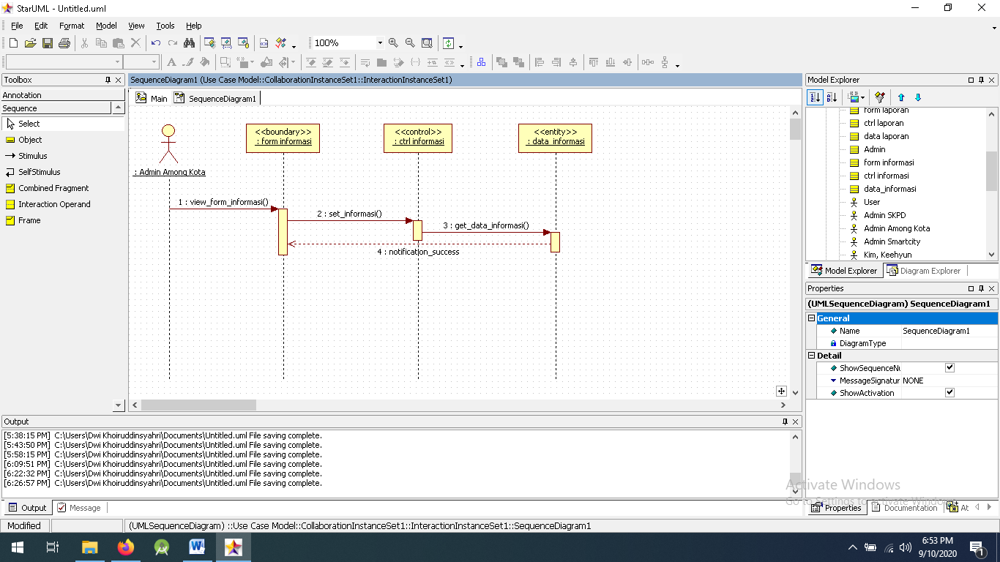 StarUML - Untitled.uml
File Edit Format Model View Tools Help
100%
Toolbox
Annotation
Sequence
Select
Object
Stimulus
SelfStimulus
Combined Fragment
Interaction Operand
Frame
SequenceDiagram1 (Use Case Model::CollaborationInstanceSet1::InteractionInstanceSet1)
Main SequenceDiagram1
: Admin Among Kota
<<boundary>>
: form informasi
<<control>>
: ctrl informasi
<<entity>>
: data_informasi
1 : view_form_informasi()
2 : set_informasi()
3 : get_data_informasi()
4 : notification_success
Model Explorer
form laporan
ctrl laporan
data laporan
Admin
form informasi
ctrl informasi
data_informasi
User
Admin SKPD
Admin Among Kota
Admin Smartcity
Kim, Keehyun
Model Explorer Diagram Explorer
Properties
(UMLSequenceDiagram) SequenceDiagram1
General
Name SequenceDiagram1
DiagramType
Detail
ShowSequenceNu
MessageSignatur NONE
ShowActivation
Output
[5:38:15 PM] C:\Users\Dwi Khoiruddinsyahri\Documents\Untitled.uml File saving complete.
[5:43:50 PM] C:\Users\Dwi Khoiruddinsyahri\Documents\Untitled.uml File saving complete.
[5:58:15 PM] C:\Users\Dwi Khoiruddinsyahri\Documents\Untitled.uml File saving complete.
[6:09:51 PM] C:\Users\Dwi Khoiruddinsyahri\Documents\Untitled.uml File saving complete.
[6:22:32 PM] C:\Users\Dwi Khoiruddinsyahri\Documents\Untitled.uml File saving complete.
[6:26:57 PM] C:\Users\Dwi Khoiruddinsyahri\Documents\Untitled.uml File saving complete.
Output Message
Activate Windows
Go to Settings to activate Windows.
Properties Documentation At
Modified
(UMLSequenceDiagram) ::Use Case Model::CollaborationInstanceSet1::InteractionInstanceSet1::SequenceDiagram1
6:53 PM
9/10/2020
1